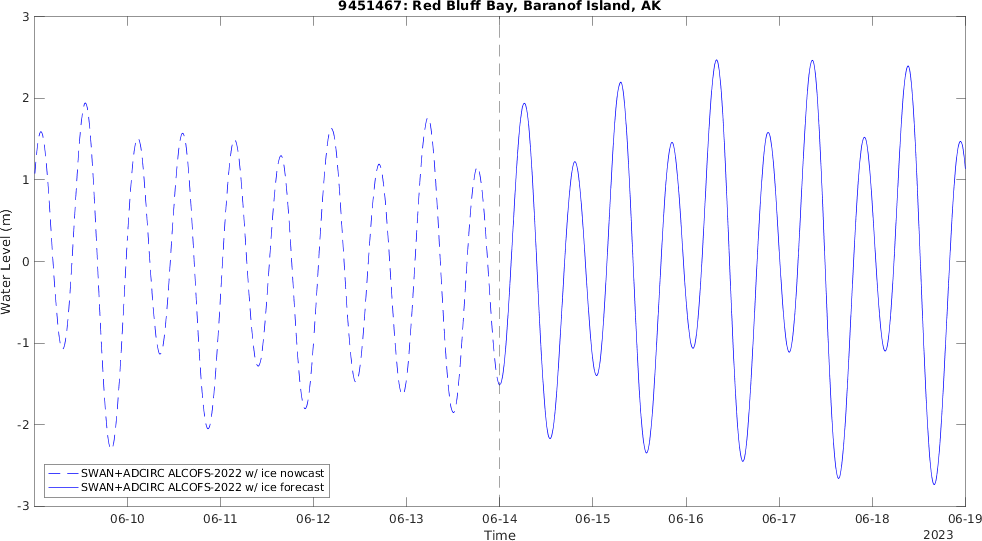 9451467: Red Bluff Bay, Baranof Island, AK
3
2
1
0
-1
-2
-3
Water Level (m)
SWAN+ADCIRC ALCOFS-2022 w/ ice nowcast
SWAN+ADCIRC ALCOFS-2022 w/ ice forecast
06-10 06-11 06-12 06-13 06-14 06-15 06-16 06-17 06-18 06-19
Time
2023